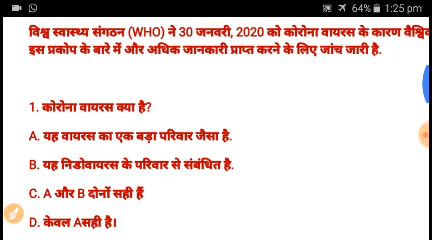 64% 1:25 pm
विश्व स्वास्थ्य संगठन (WHO) ने 30 जनवरी, 2020 को कोरोना वायरस के कारण
इस प्रकोप के बारे में और अधिक जानकारी प्राप्त करने के लिए जांच जारी है.
1. कोरोना वायरस क्या है?
A. यह वायरस का एक बड़ा परिवार जैसा है.
B. यह निडोवायरस के परिवार से संबंधित है.
C. A और B दोनों सही हैं
D. केवल Aसही है।